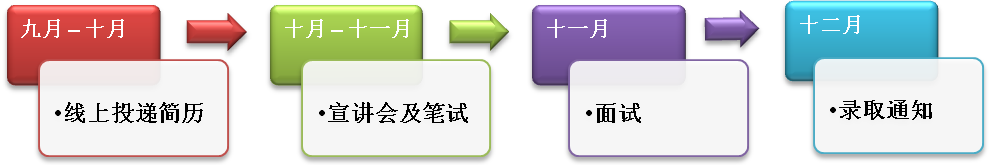 九月–十月
•线上投递简历
十月–十一月
•宣讲会及笔试
十一月
•面试
十二月
•录取通知